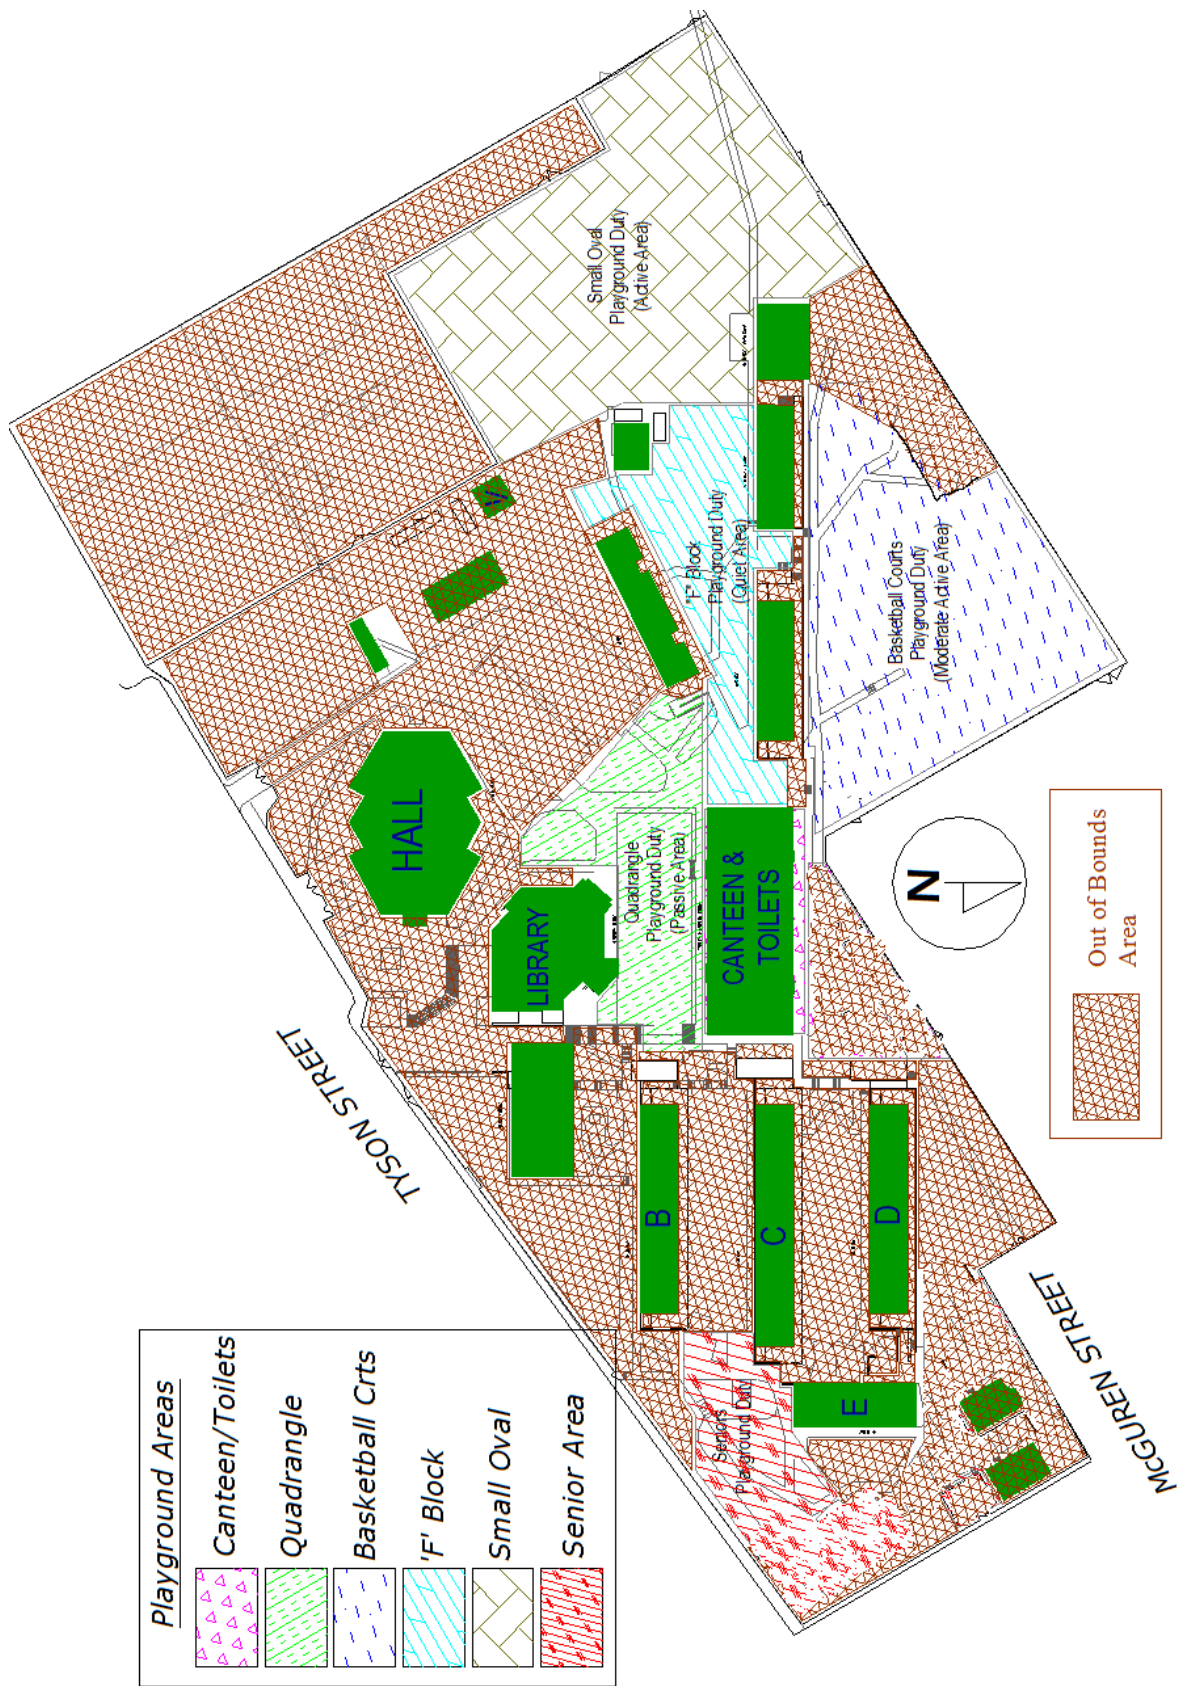 Playground Areas
Canteen/Toilets
Quadrangle
Basketball Crts
'F' Block
Small Oval
Senior Area
TYSON STREET
McGUREN STREET
HALL
LIBRARY
CANTEEN &
TOILETS
B
C
D
E
V
Small Oval
Playground Duty
(Active Area)
"F" Block
Playground Duty
(Quiet Area)
Basketball Courts
Playground Duty
(Moderate Active Area)
Quadrangle
Playground Duty
(Passive Area)
Seniors
Playground Duty
N
Out of Bounds
Area